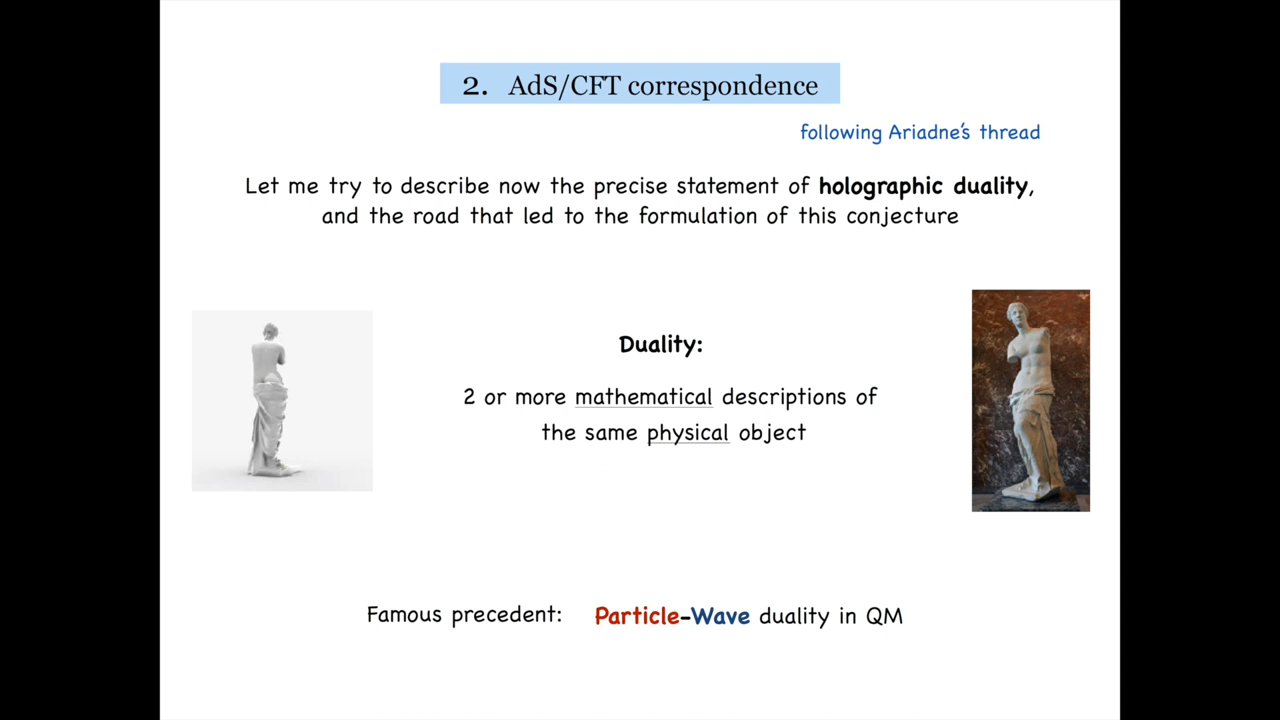 2. AdS/CFT correspondence
following Ariadne's thread
Let me try to describe now the precise statement of holographic duality,
and the road that led to the formulation of this conjecture
Duality:
2 or more mathematical descriptions of
the same physical object
Famous precedent: Particle-Wave duality in QM